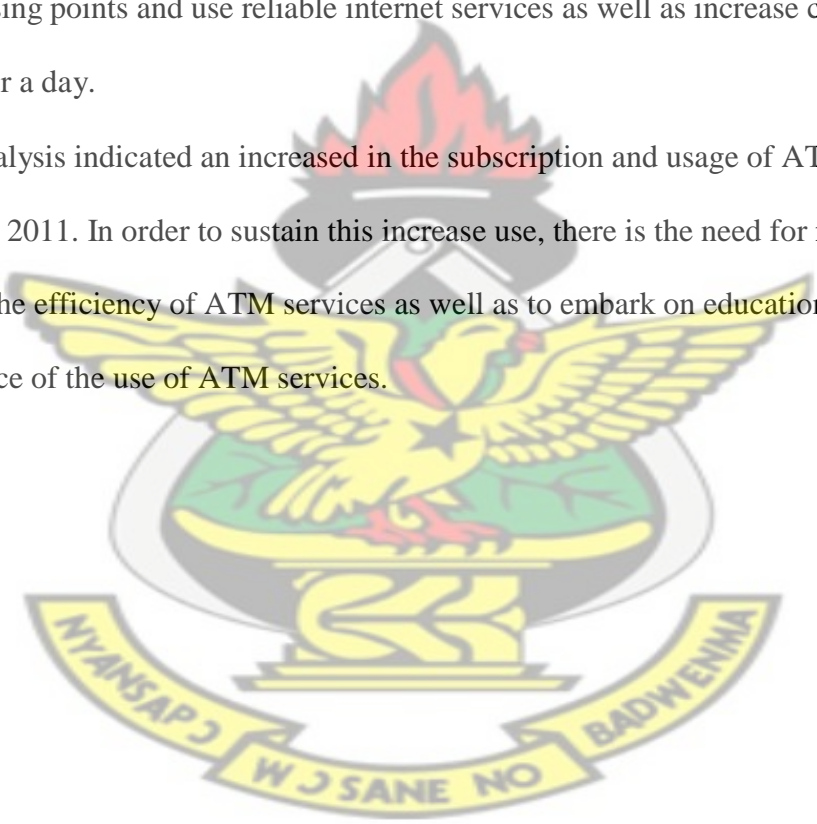 ing points and use reliable internet services as well as increase c
r a day.
alysis indicated an increased in the subscription and usage of AT
2011. In order to sustain this increase use, there is the need for
he efficiency of ATM services as well as to embark on education
ce of the use of ATM services.
NYANSAPƆ
WƆSANE NO
BADWENMA